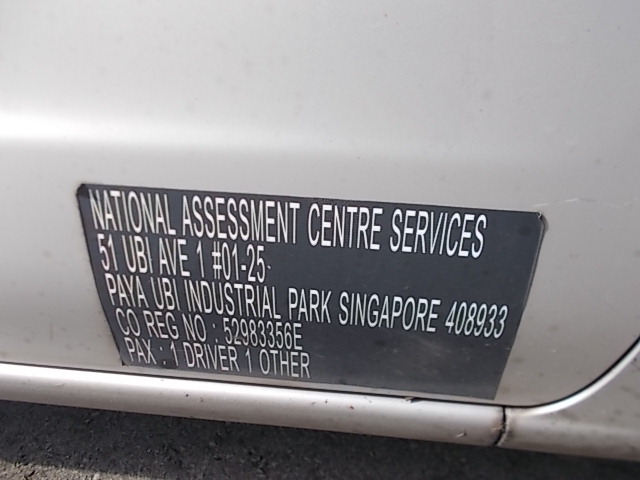 NATIONAL ASSESSMENT CENTRE SERVICES
51 UBI AVE 1 #01-25
PAYA UBI INDUSTRIAL PARK SINGAPORE 408933
CO REG NO : 52983356E
PAX : 1 DRIVER 1 OTHER